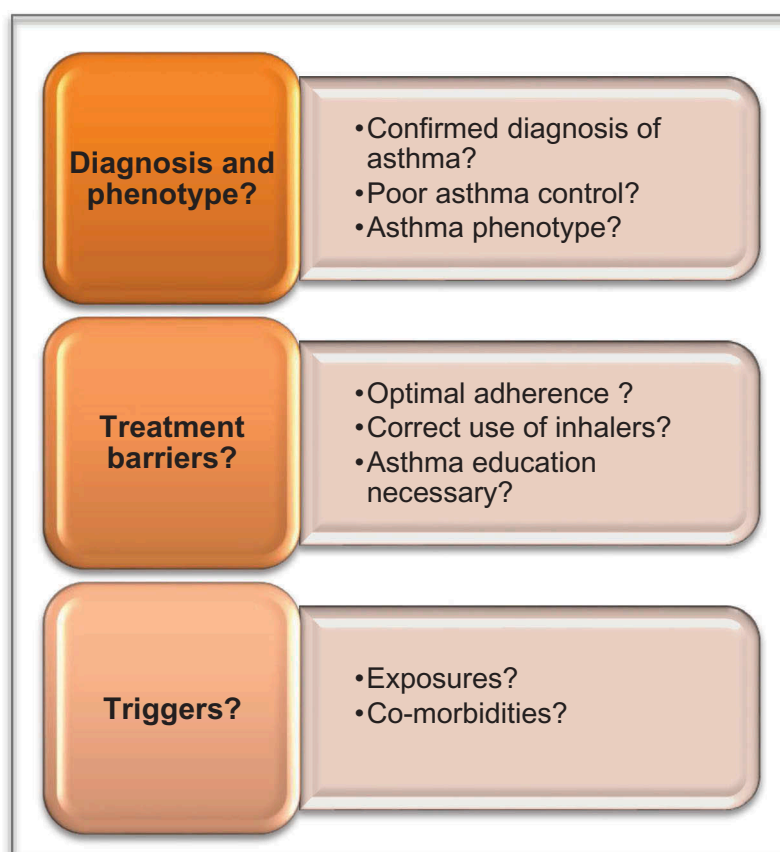 Diagnosis and
phenotype?
•Confirmed diagnosis of
asthma?
•Poor asthma control?
•Asthma phenotype?
Treatment
barriers?
•Optimal adherence ?
•Correct use of inhalers?
•Asthma education
necessary?
Triggers?
•Exposures?
•Co-morbidities?